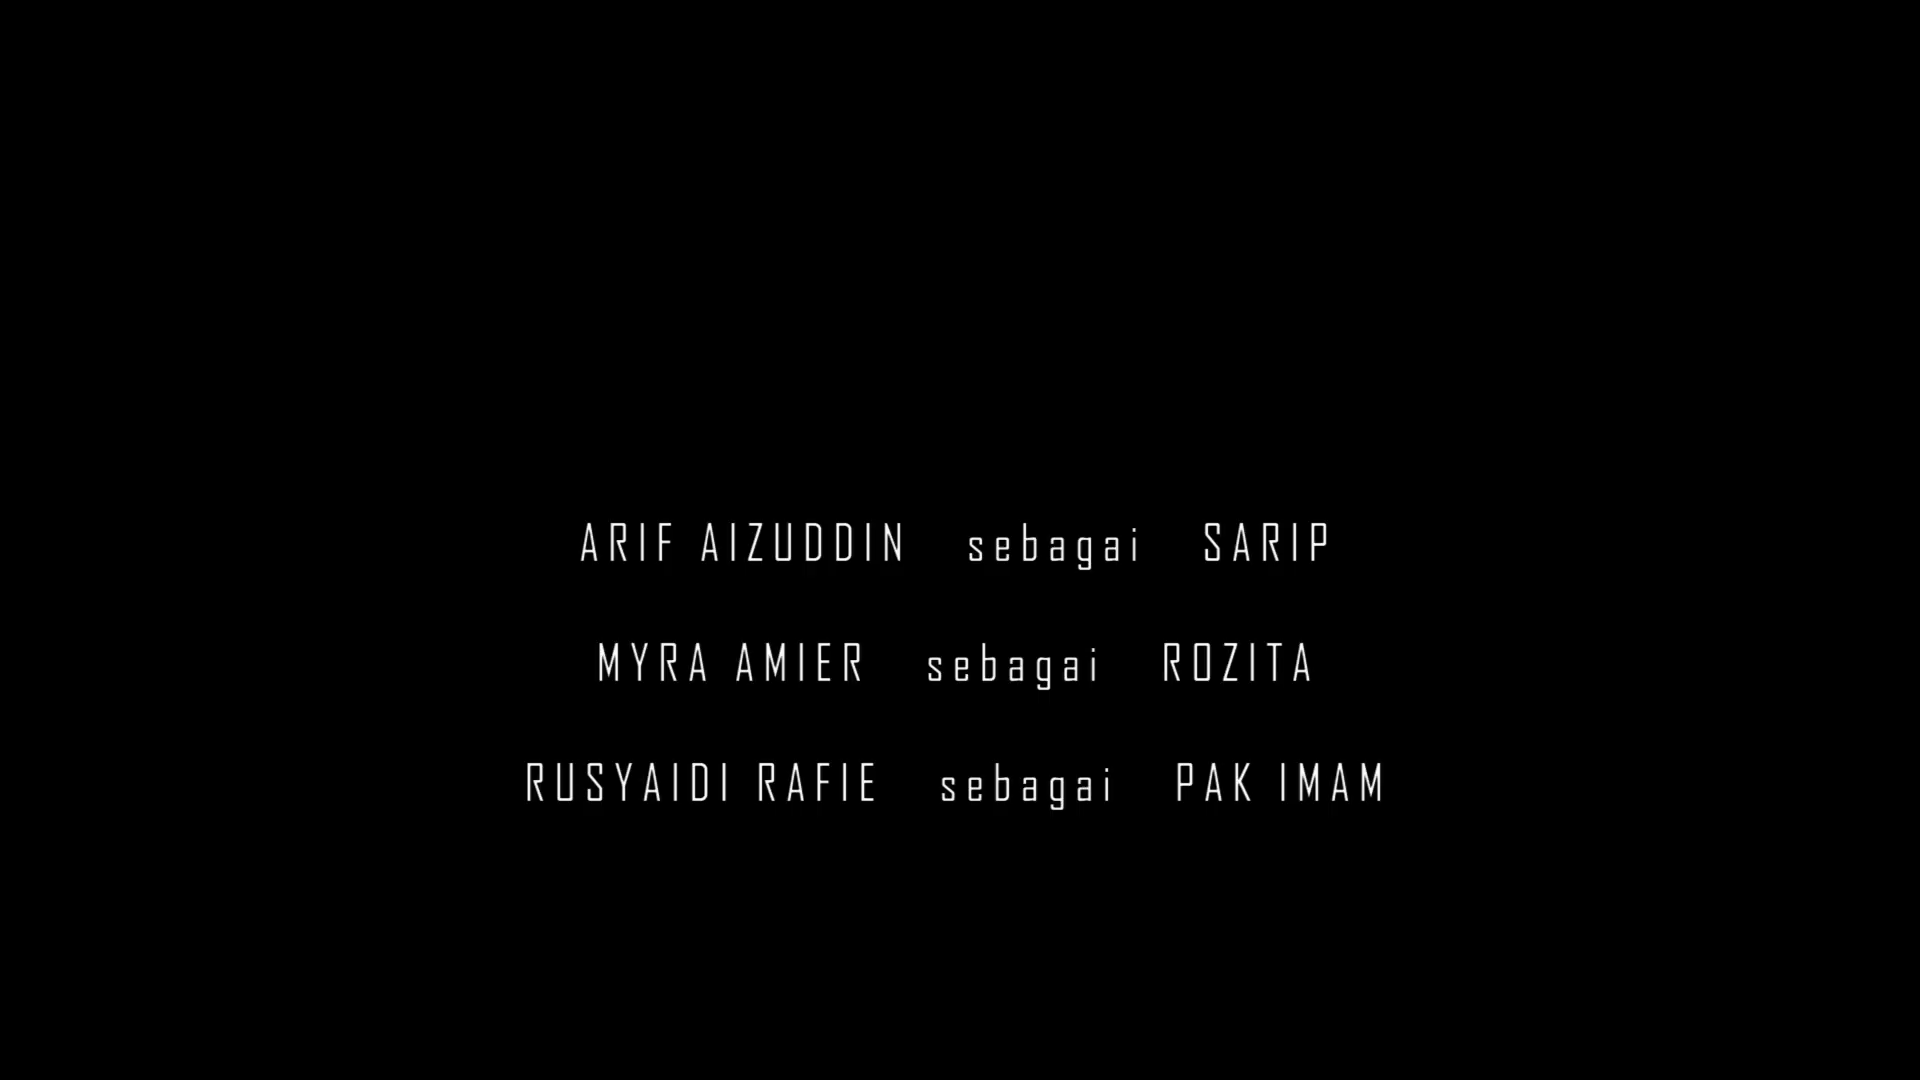 ARIF AIZUDDIN sebagai SARIP
MYRA AMIER sebagai ROZITA
RUSYAIDI RAFIE sebagai PAK IMAM